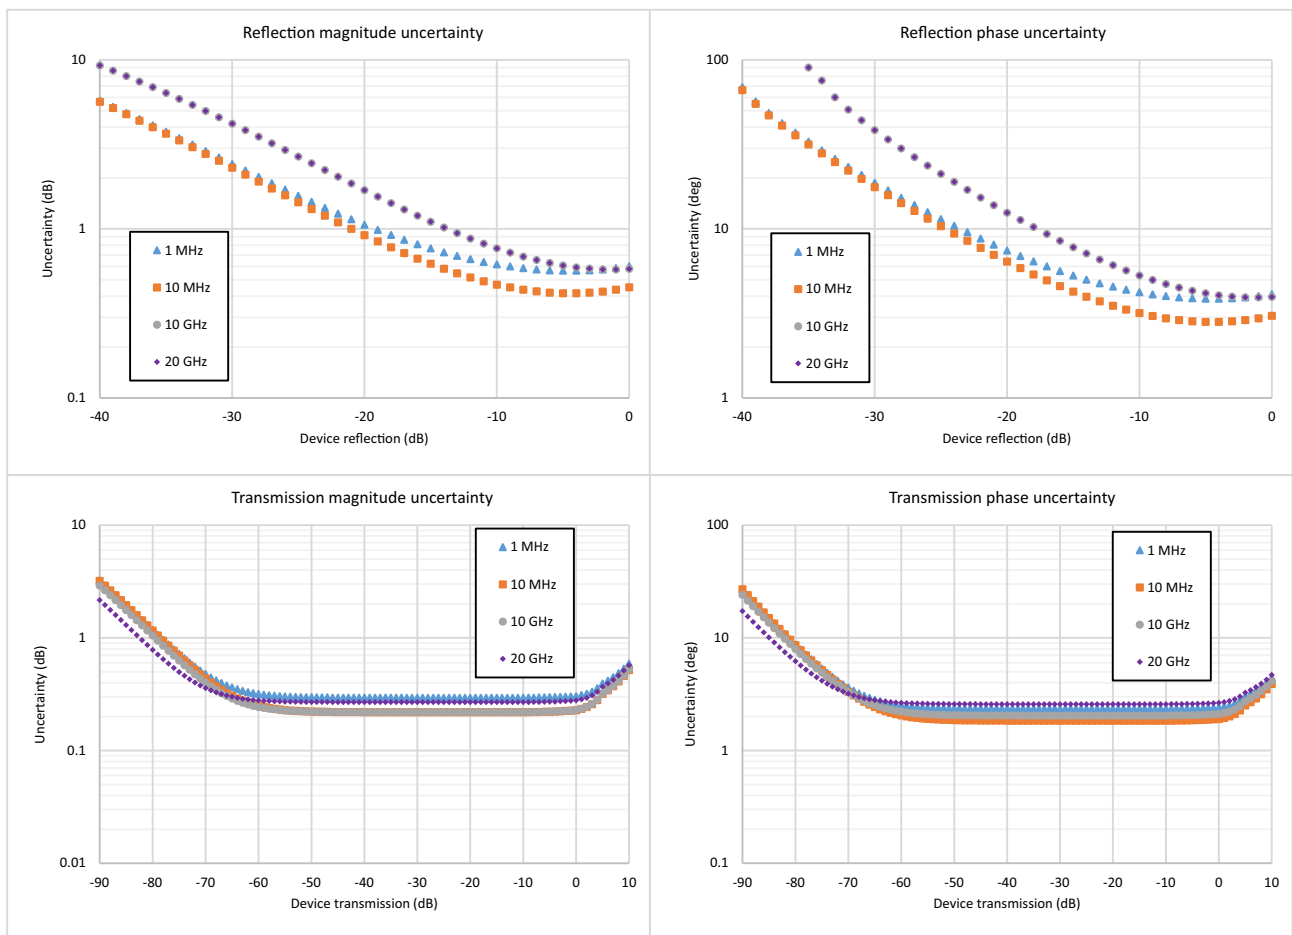 Reflection magnitude uncertainty
10
1
0.1
Uncertainty (dB)
1 MHz
10 MHz
10 GHz
20 GHz
-40 -30 -20 -10 0
Device reflection (dB)
Reflection phase uncertainty
100
10
1
Uncertainty (deg)
1 MHz
10 MHz
10 GHz
20 GHz
-40 -30 -20 -10 0
Device reflection (dB)
Transmission magnitude uncertainty
10
1
0.1
0.01
Uncertainty (dB)
1 MHz
10 MHz
10 GHz
20 GHz
-90 -80 -70 -60 -50 -40 -30 -20 -10 0 10
Device transmission (dB)
Transmission phase uncertainty
100
10
1
0.1
Uncertainty (deg)
1 MHz
10 MHz
10 GHz
20 GHz
-90 -80 -70 -60 -50 -40 -30 -20 -10 0 10
Device transmission (dB)